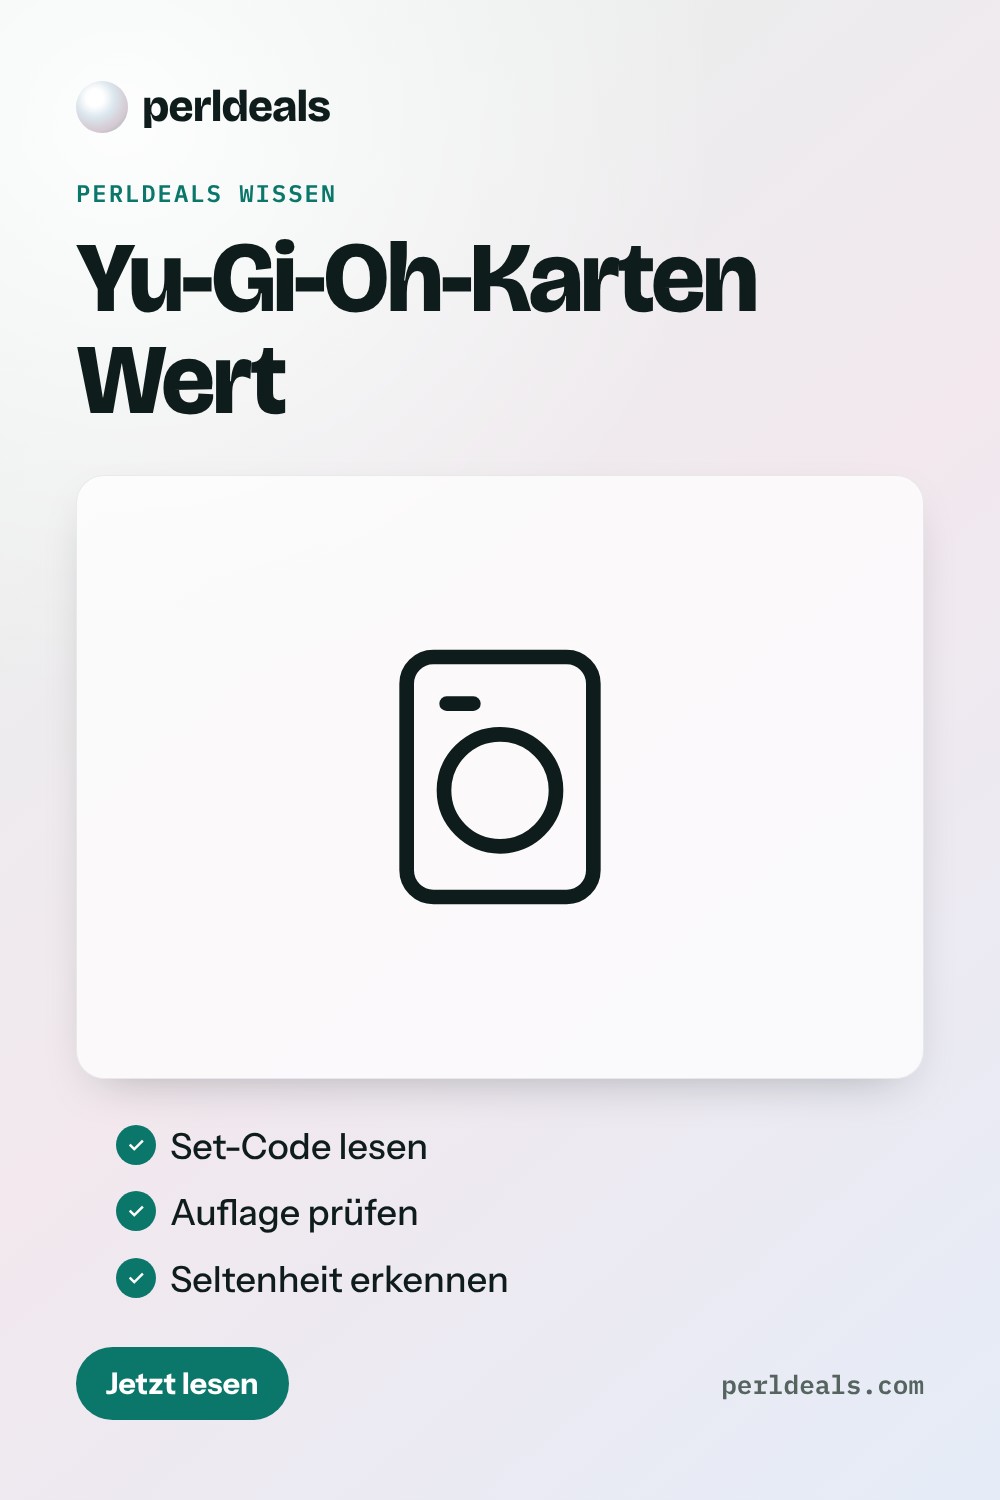 perldeals
PERLDEALS WISSEN
Yu-Gi-Oh-Karten
Wert
Set-Code lesen
Auflage prüfen
Seltenheit erkennen
Jetzt lesen
perldeals.com